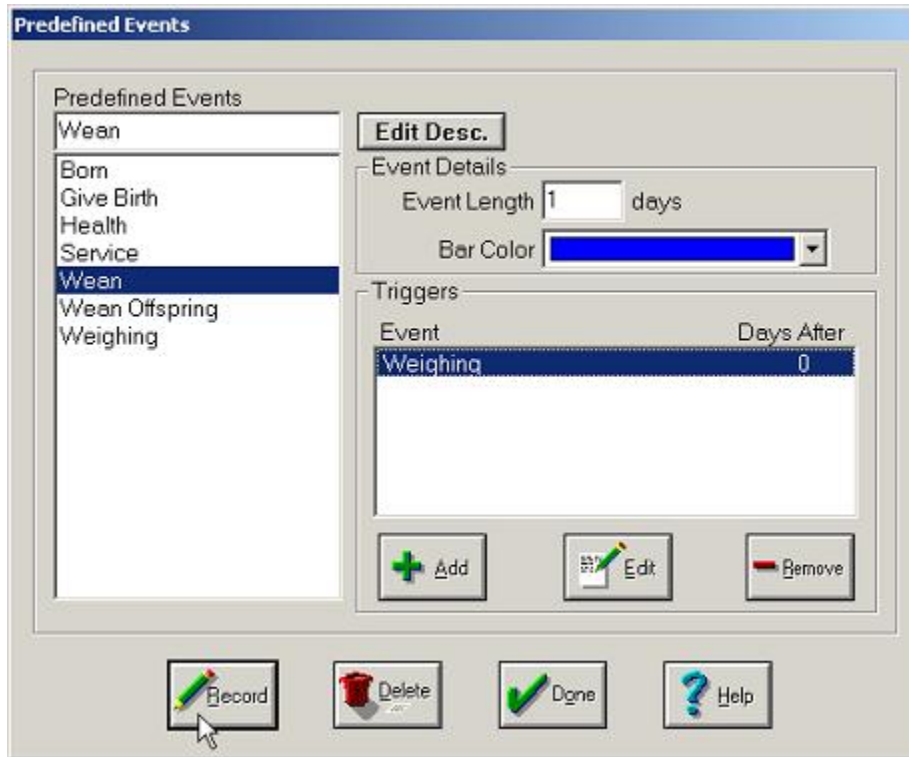 Predefined Events
Predefined Events
Wean
Edit Desc.
Born
Give Birth
Health
Service
Wean
Wean Offspring
Weighing
Event Details
Event Length 1 days
Bar Color
Triggers
Event Days After
Weighing 0
Add
Edit
Remove
Record
Delete
Done
Help